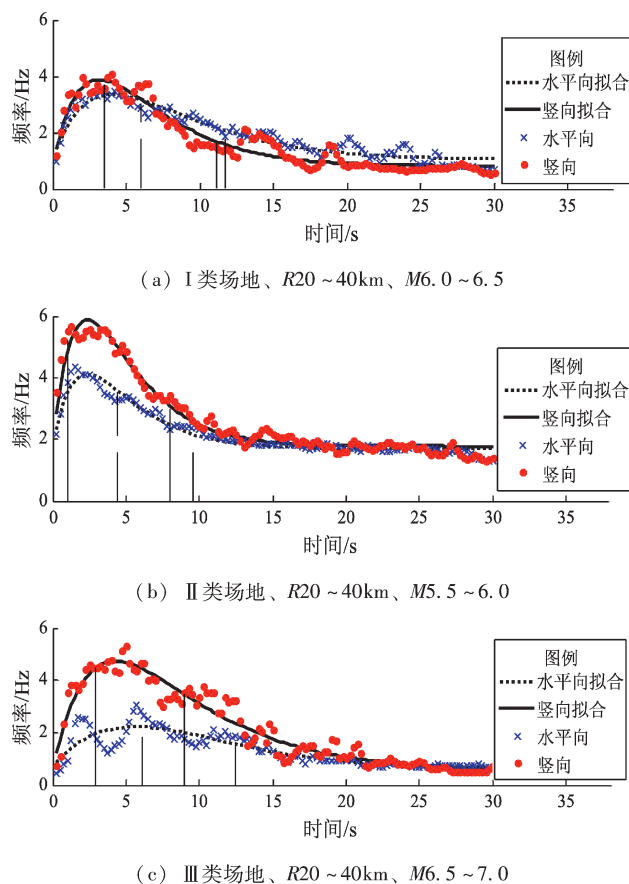 频率/Hz
6
4
2
0
0 5 10 15 20 25 30 35
时间/s
图例
水平向拟合
竖向拟合
水平向
竖向
(a) Ⅰ类场地、R20~40km、M6.0~6.5
频率/Hz
6
4
2
0
0 5 10 15 20 25 30 35
时间/s
图例
水平向拟合
竖向拟合
水平向
竖向
(b) Ⅱ类场地、R20~40km、M5.5~6.0
频率/Hz
6
4
2
0
0 5 10 15 20 25 30 35
时间/s
图例
水平向拟合
竖向拟合
水平向
竖向
(c) Ⅲ类场地、R20~40km、M6.5~7.0